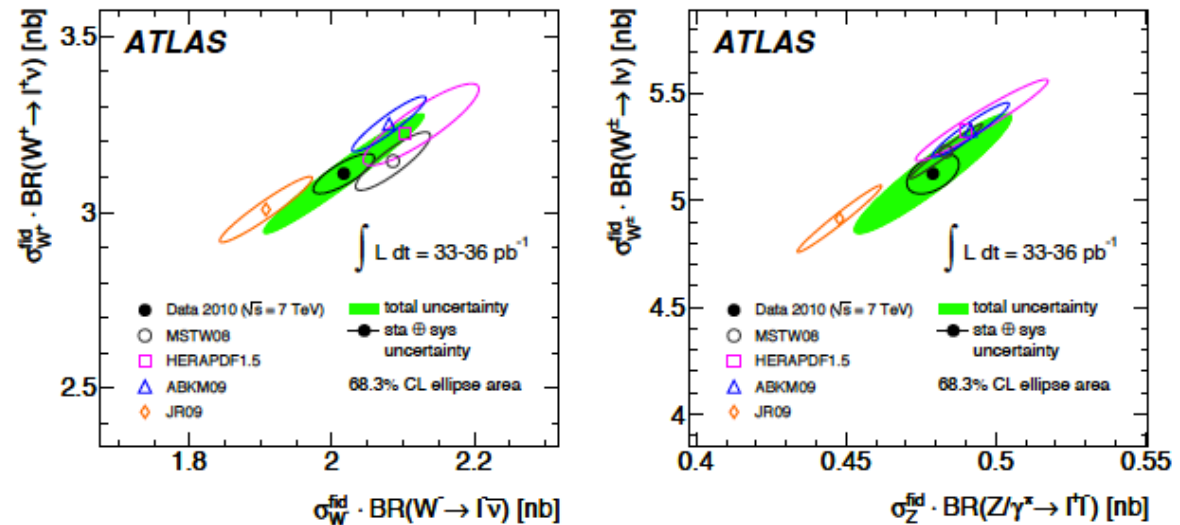 σ^fid_W+ · BR(W⁺→ l⁺ν) [nb]
3.5
3
2.5
ATLAS
∫ L dt = 33-36 pb⁻¹
Data 2010 (√s = 7 TeV)
MSTW08
HERAPDF1.5
ABKM09
JR09
total uncertainty
sta ⊕ sys
uncertainty
68.3% CL ellipse area
1.8
2
2.2
σ^fid_W- · BR(W⁻→ l⁻ν̅) [nb]
σ^fid_W± · BR(W±→ lν) [nb]
5.5
5
4.5
4
ATLAS
∫ L dt = 33-36 pb⁻¹
Data 2010 (√s = 7 TeV)
MSTW08
HERAPDF1.5
ABKM09
JR09
total uncertainty
sta ⊕ sys
uncertainty
68.3% CL ellipse area
0.4
0.45
0.5
0.55
σ^fid_Z · BR(Z/γ*→ l⁺l⁻) [nb]